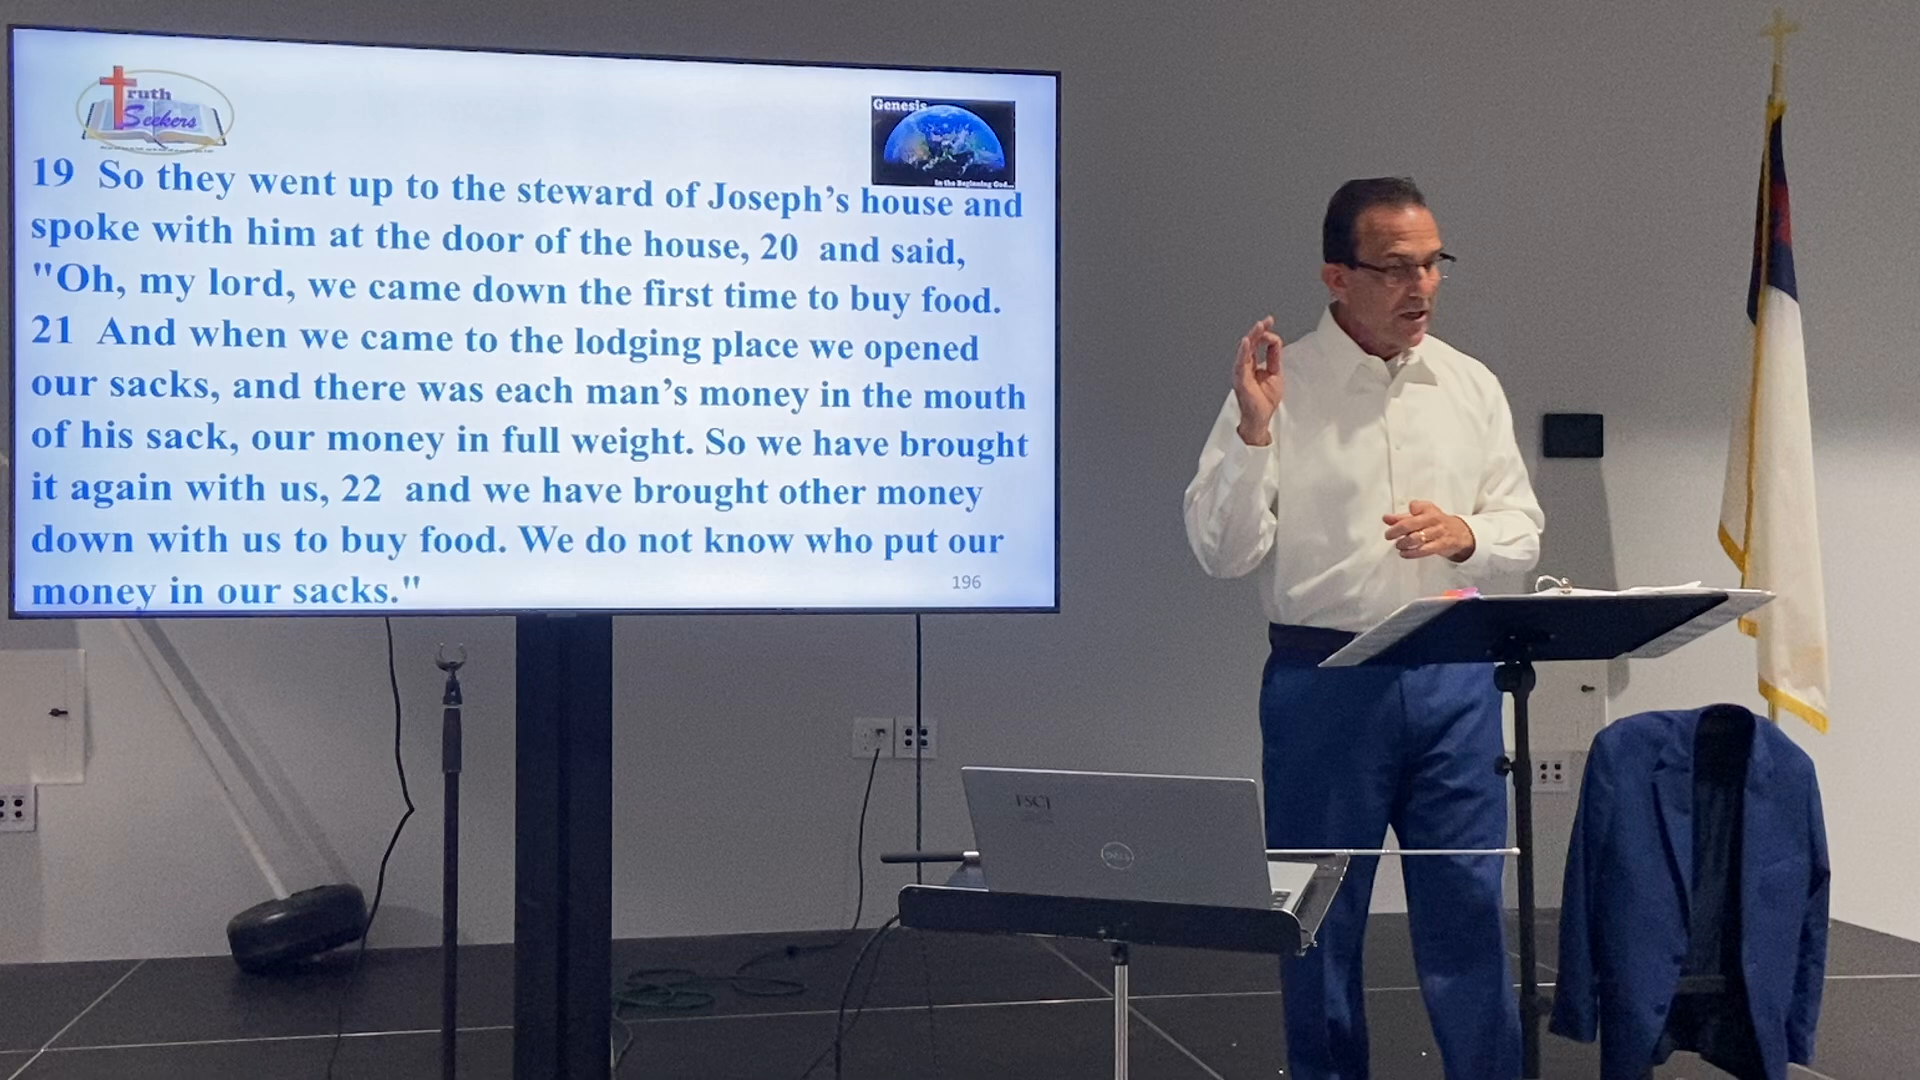 Truth
Seekers
Genesis
In the Beginning God...
19 So they went up to the steward of Joseph’s house and
spoke with him at the door of the house, 20 and said,
"Oh, my lord, we came down the first time to buy food.
21 And when we came to the lodging place we opened
our sacks, and there was each man’s money in the mouth
of his sack, our money in full weight. So we have brought
it again with us, 22 and we have brought other money
down with us to buy food. We do not know who put our
money in our sacks."
196
FSCJ
DELL